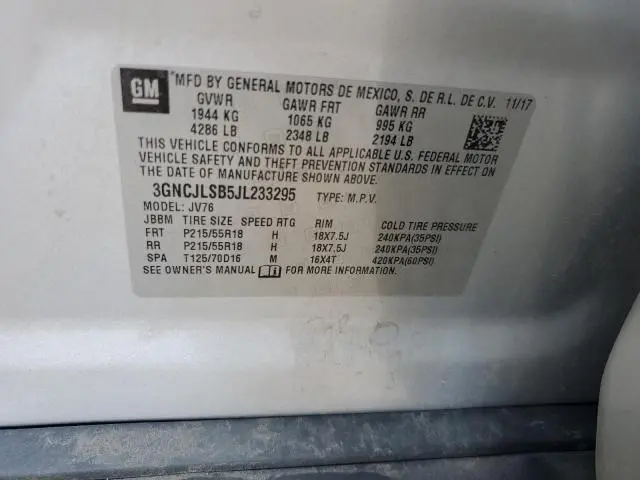 GM *MFD BY GENERAL MOTORS DE MEXICO, S. DE R.L. DE C.V. 11/17
GVWR GAWR FRT GAWR RR
1944 KG 1065 KG 995 KG
4286 LB 2348 LB 2194 LB
THIS VEHICLE CONFORMS TO ALL APPLICABLE U.S. FEDERAL MOTOR
VEHICLE SAFETY AND THEFT PREVENTION STANDARDS IN EFFECT ON
THE DATE OF MANUFACTURE SHOWN ABOVE.
3GNCJLSB5JL233295 TYPE: M.P.V.
MODEL: JV76
JBBM TIRE SIZE SPEED RTG RIM COLD TIRE PRESSURE
FRT P215/55R18 H 18X7.5J 240KPA(35PSI)
RR P215/55R18 H 18X7.5J 240KPA(35PSI)
SPA T125/70D16 M 16X4T 420KPA(60PSI)
SEE OWNER'S MANUAL FOR MORE INFORMATION.